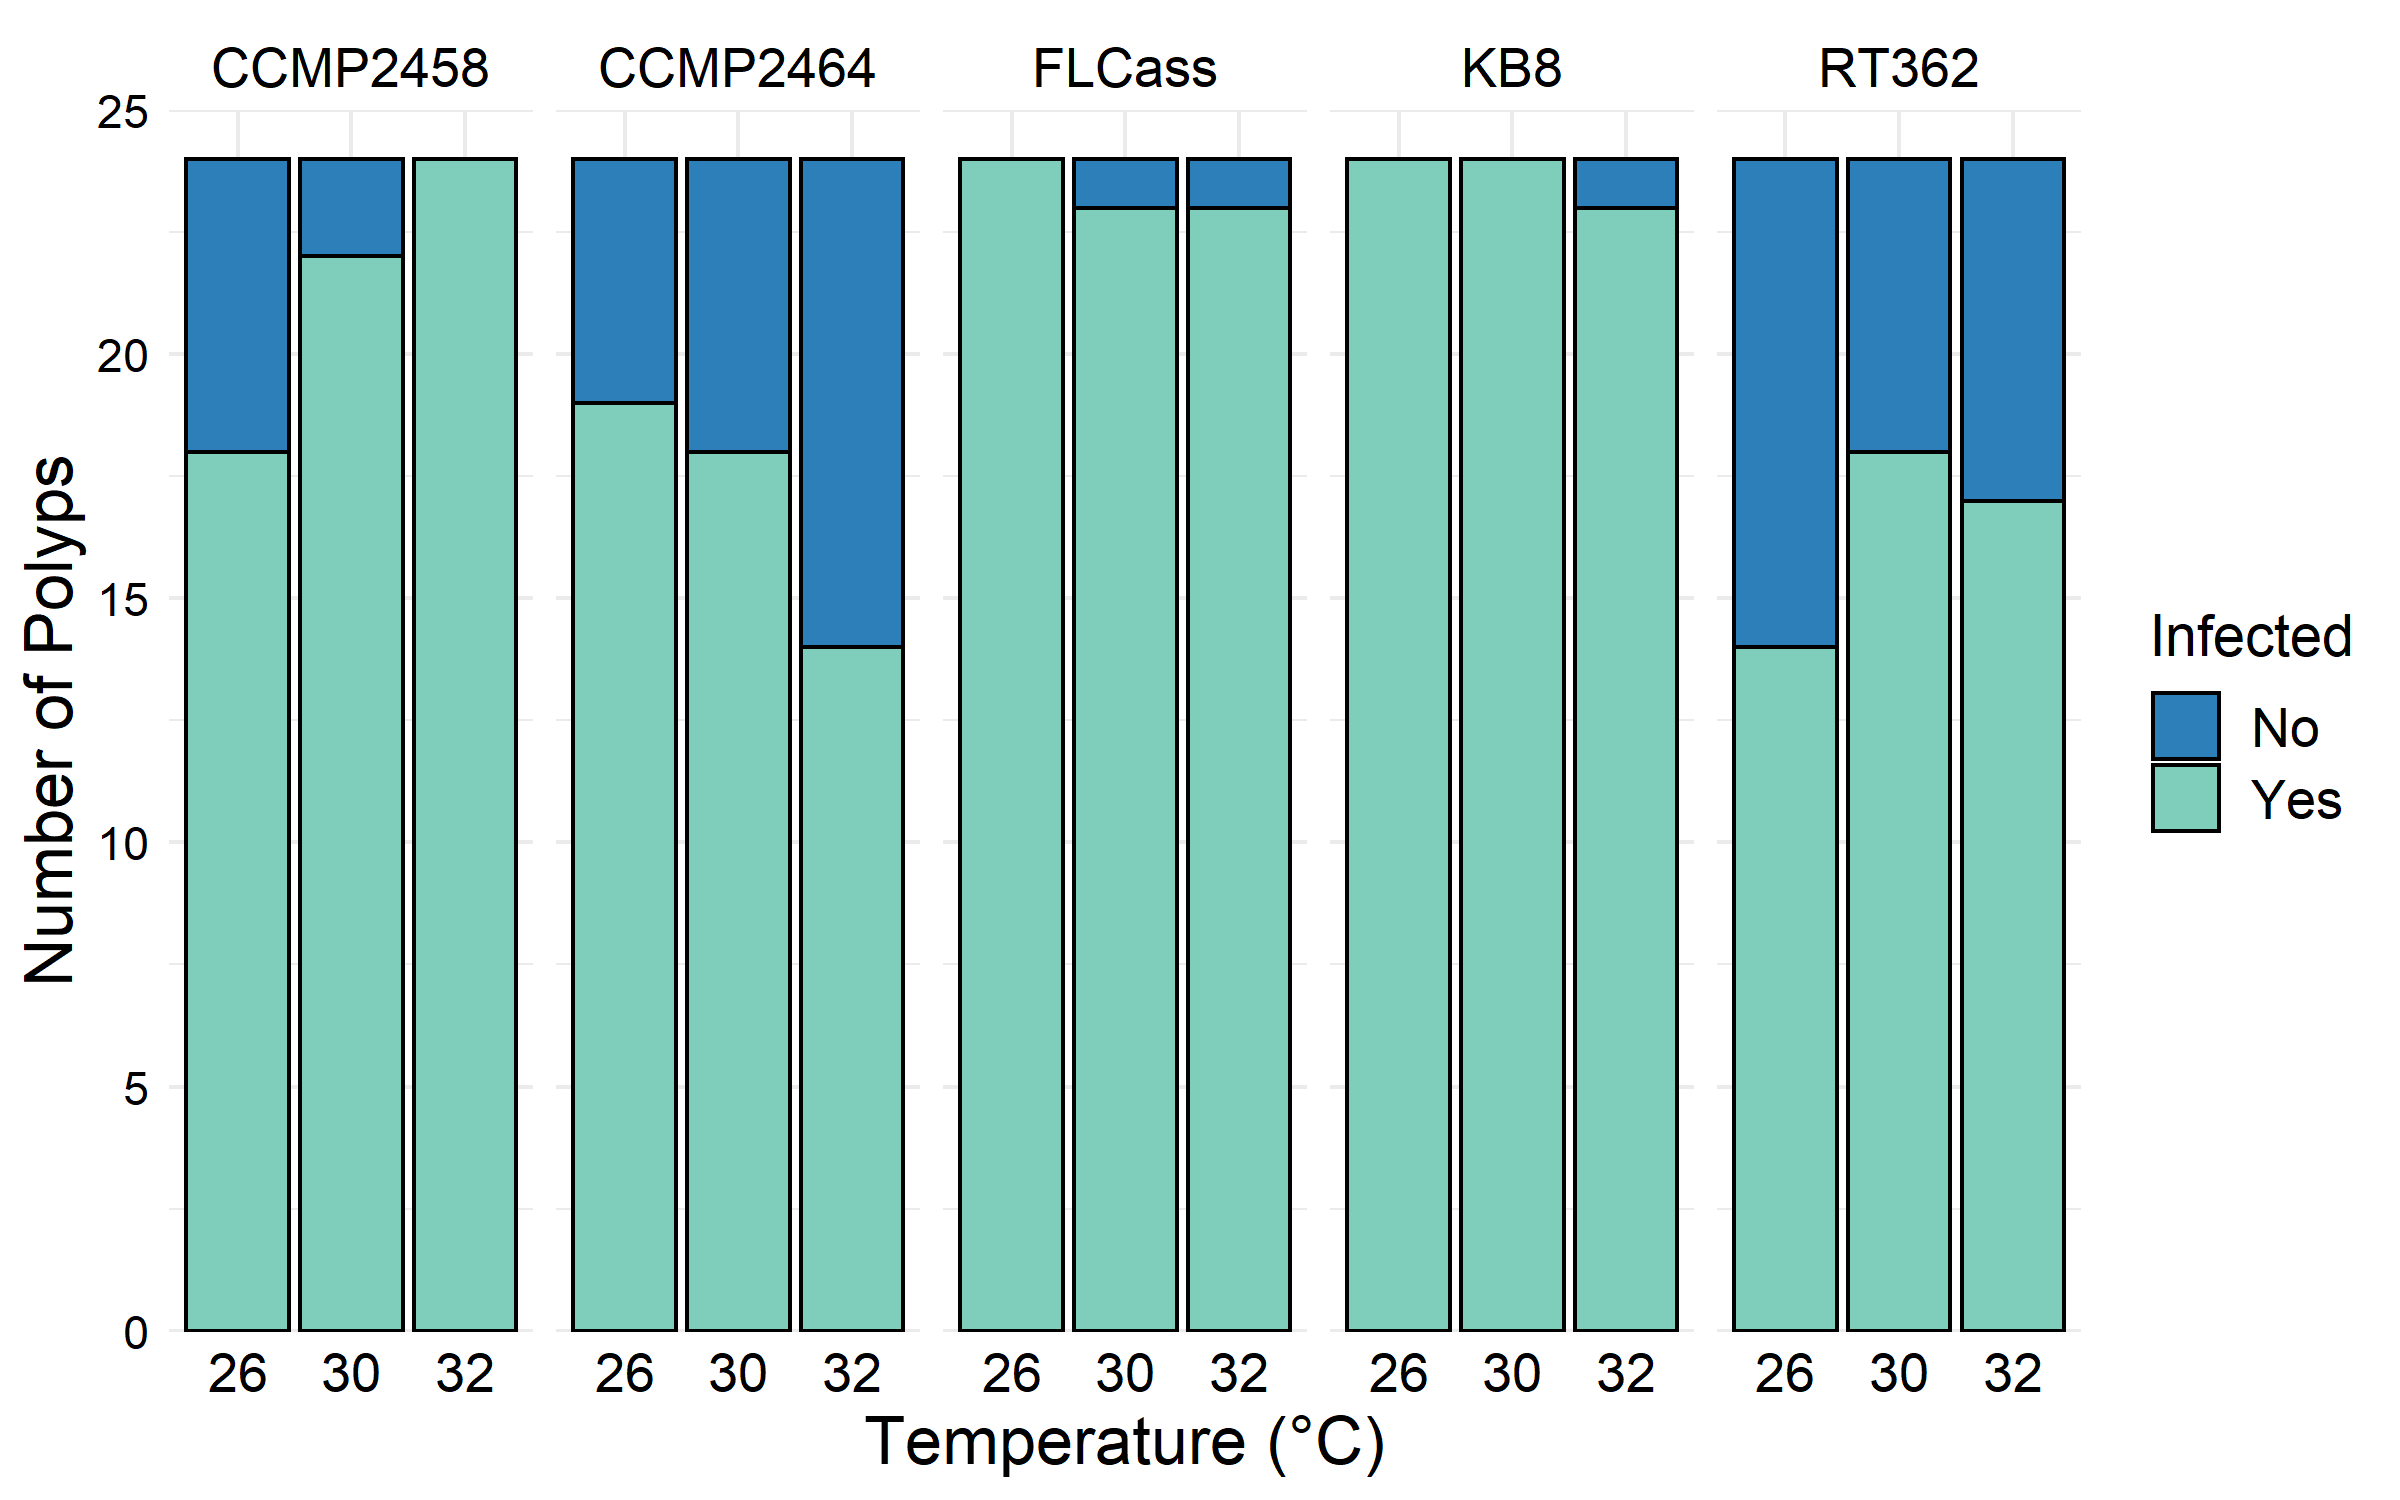 CCMP2458 CCMP2464 FLCass KB8 RT362
25
20
15
10
5
0
Number of Polyps
26 30 32 26 30 32 26 30 32 26 30 32 26 30 32
Temperature (°C)
Infected
No
Yes